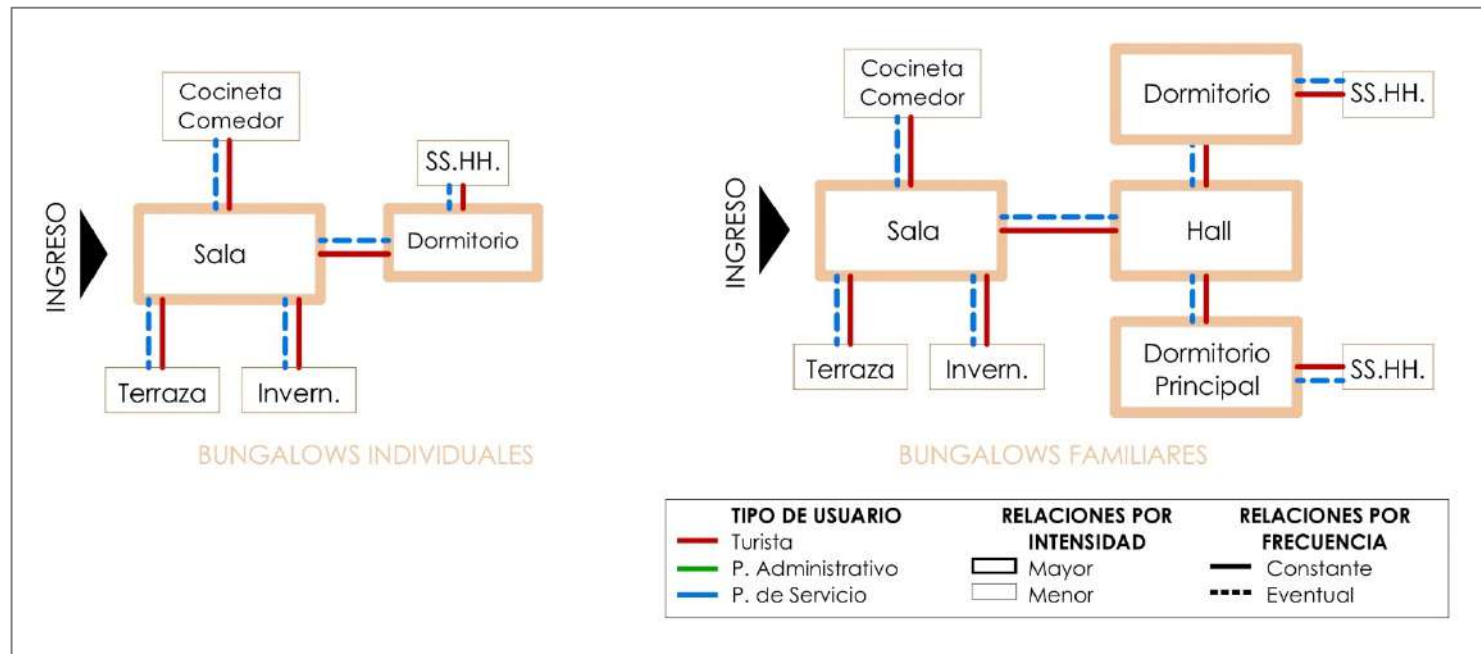 INGRESO
Cocineta
Comedor
SS.HH.
Sala
Dormitorio
Terraza
Invern.
BUNGALOWS INDIVIDUALES
INGRESO
Cocineta
Comedor
Dormitorio
SS.HH.
Sala
Hall
Terraza
Invern.
Dormitorio
Principal
SS.HH.
BUNGALOWS FAMILIARES
TIPO DE USUARIO
Turista
P. Administrativo
P. de Servicio
RELACIONES POR
INTENSIDAD
Mayor
Menor
RELACIONES POR
FRECUENCIA
Constante
Eventual